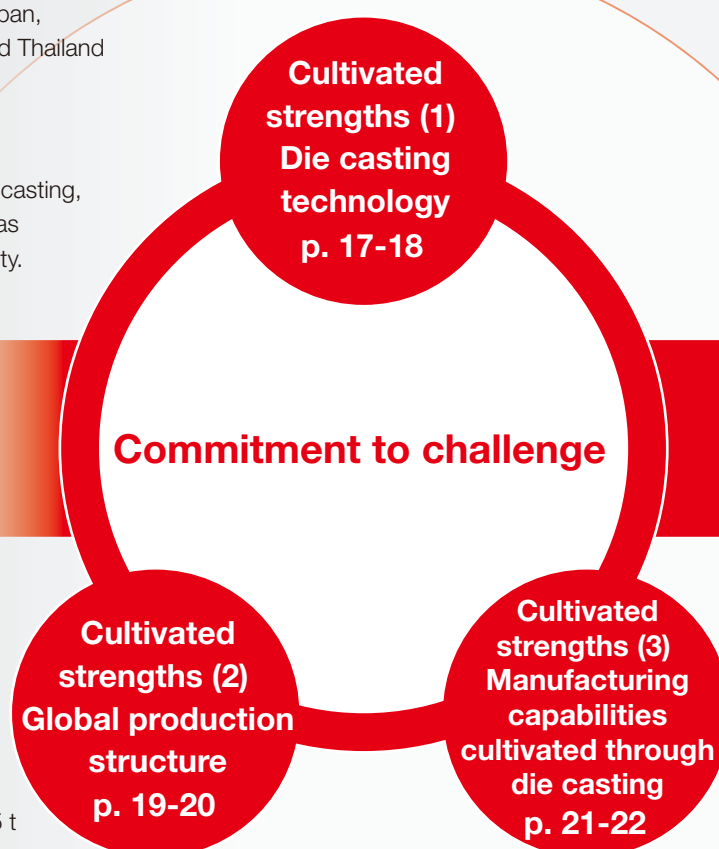 pan,
d Thailand
casting,
as
ty.
Cultivated
strengths (1)
Die casting
technology
p. 17-18
Commitment to challenge
Cultivated
strengths (2)
Global production
structure
p. 19-20
Cultivated
strengths (3)
Manufacturing
capabilities
cultivated through
die casting
p. 21-22
t